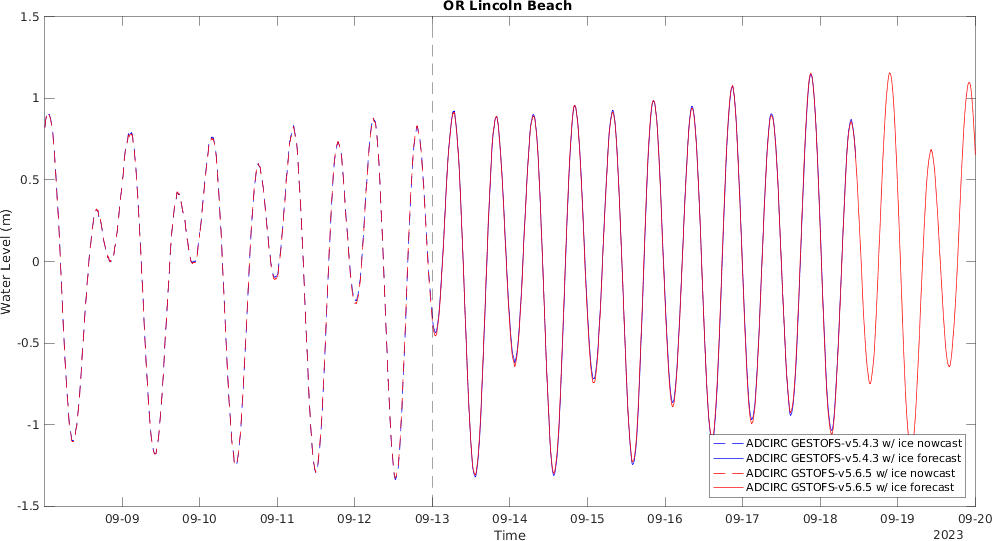 OR Lincoln Beach
1.5
1
0.5
0
-0.5
-1
-1.5
Water Level (m)
09-09
09-10
09-11
09-12
09-13
09-14
09-15
09-16
09-17
09-18
09-19
09-20
Time
2023
ADCIRC GESTOFS-v5.4.3 w/ ice nowcast
ADCIRC GESTOFS-v5.4.3 w/ ice forecast
ADCIRC GSTOFS-v5.6.5 w/ ice nowcast
ADCIRC GSTOFS-v5.6.5 w/ ice forecast